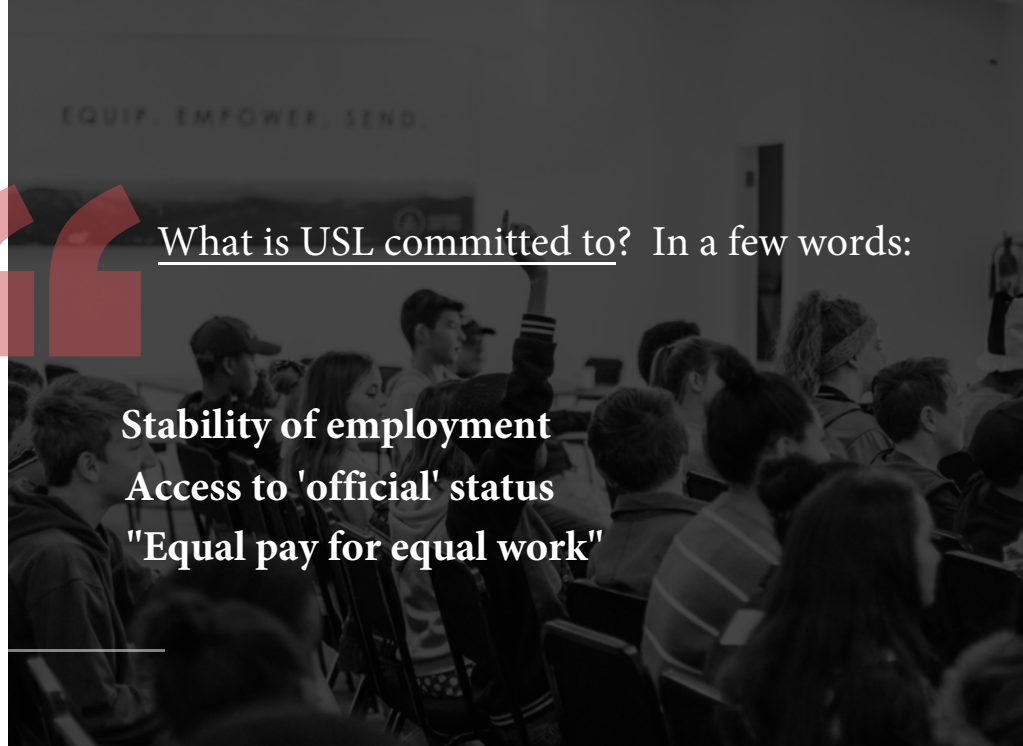 EQUIP. EMPOWER. SEND.
What is USL committed to?  In a few words:
Stability of employment
Access to 'official' status
"Equal pay for equal work"